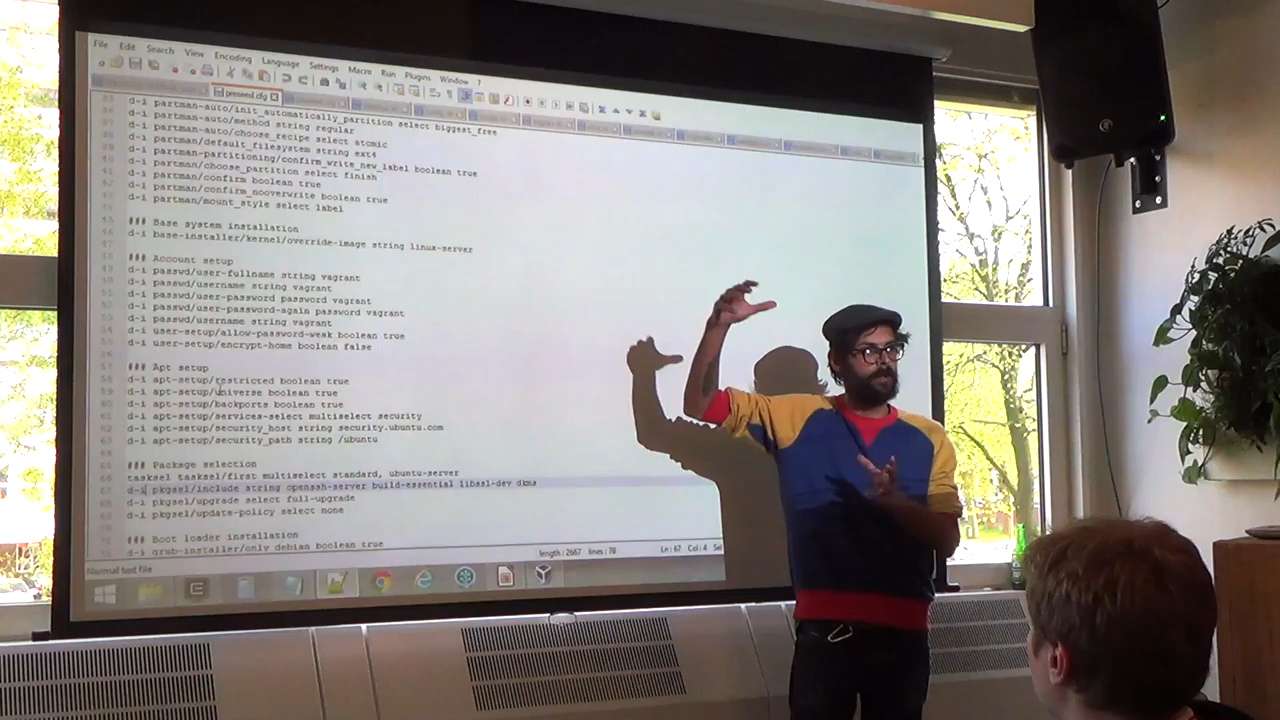 File Edit Search View Encoding Language Settings Macro Run Plugins Window ?
preseed.cfg
d-i partman-auto/init_automatically_partition select biggest_free
d-i partman-auto/method string regular
d-i partman-auto/choose_recipe select atomic
d-i partman/default_filesystem string ext4
d-i partman-partitioning/confirm_write_new_label boolean true
d-i partman/choose_partition select finish
d-i partman/confirm boolean true
d-i partman/confirm_nooverwrite boolean true
d-i partman/mount_style select label
### Base system installation
d-i base-installer/kernel/override-image string linux-server
### Account setup
d-i passwd/user-fullname string vagrant
d-i passwd/username string vagrant
d-i passwd/user-password password vagrant
d-i passwd/user-password-again password vagrant
d-i passwd/username string vagrant
d-i user-setup/allow-password-weak boolean true
d-i user-setup/encrypt-home boolean false
### Apt setup
d-i apt-setup/restricted boolean true
d-i apt-setup/universe boolean true
d-i apt-setup/backports boolean true
d-i apt-setup/services-select multiselect security
d-i apt-setup/security_host string security.ubuntu.com
d-i apt-setup/security_path string /ubuntu
### Package selection
tasksel tasksel/first multiselect standard, ubuntu-server
d-i pkgsel/include string openssh-server build-essential libssl-dev dkms
d-i pkgsel/upgrade select full-upgrade
d-i pkgsel/update-policy select none
### Boot loader installation
d-i grub-installer/only_debian boolean true
Normal text file length : 2667 lines : 78 Ln : 67 Col : 4 Sel